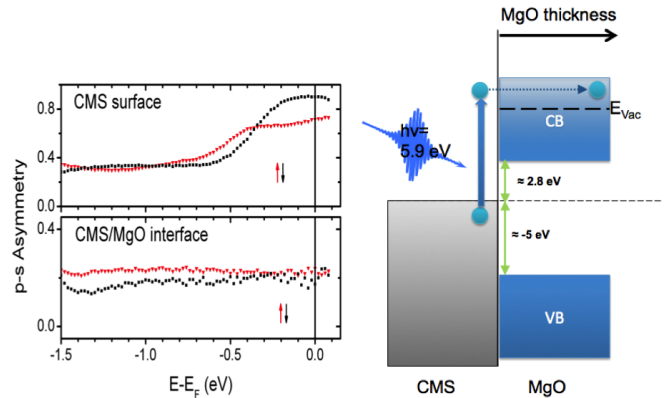 CMS surface
0.8
0.4
0.0
CMS/MgO interface
0.4
0.0
p-s Asymmetry
-1.5
-1.0
-0.5
0.0
E-EF (eV)
MgO thickness
hν=
5.9 eV
CB
EVac
≈ 2.8 eV
≈ -5 eV
VB
CMS
MgO